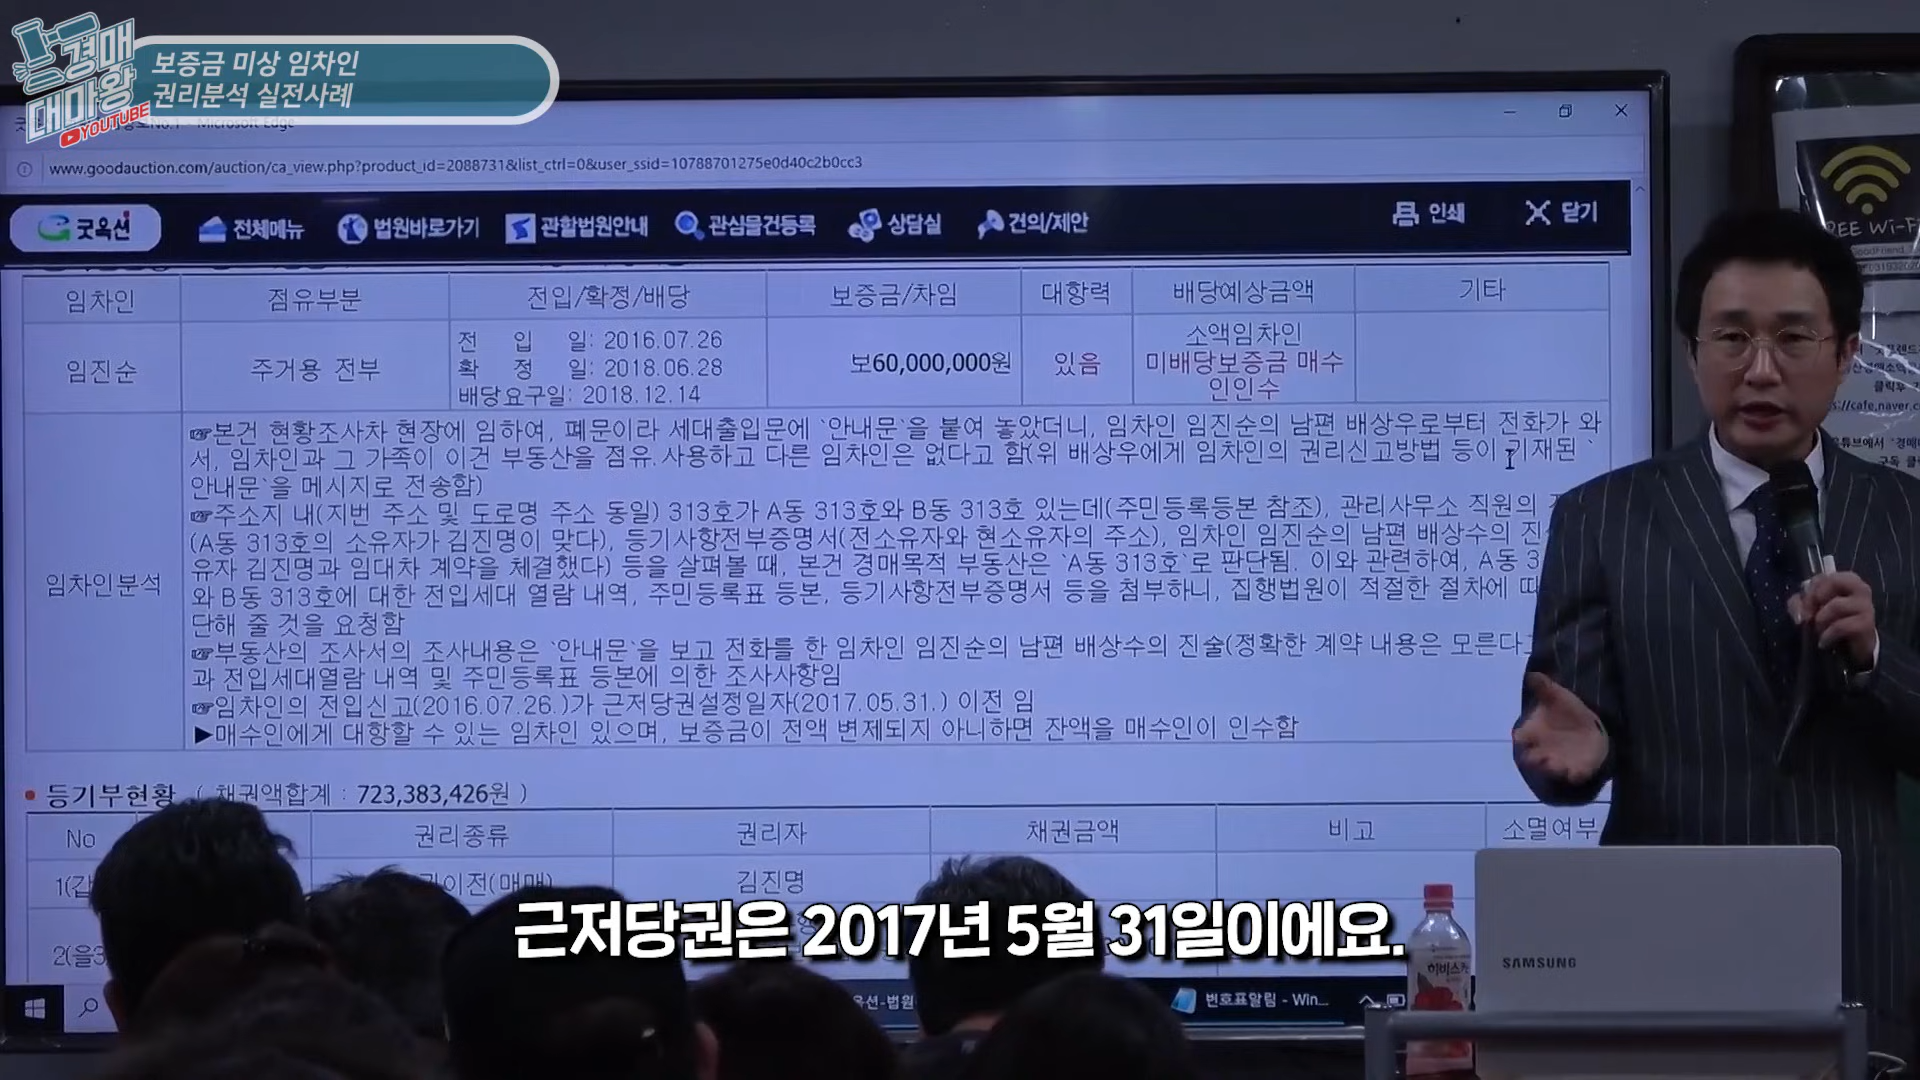 경매
대마왕
YOUTUBE
보증금 미상 임차인
권리분석 실전사례
Microsoft Edge
www.goodauction.com/auction/ca_view.php?product_id=2088731&list_ctrl=0&user_ssid=10788701275e0d40c2b0cc3
굿옥션 전체메뉴 법원바로가기 관할법원안내 관심물건등록 상담실 건의/제안 인쇄 닫기
임차인 점유부분 전입/확정/배당 보증금/차임 대항력 배당예상금액 기타
임진순 주거용 전부
전 입 일: 2016.07.26
확 정 일: 2018.06.28
배당요구일: 2018.12.14
보60,000,000원
있음
소액임차인
미배당보증금 매수
인인수
임차인분석
☞본건 현황조사차 현장에 임하여, 폐문이라 세대출입문에 `안내문`을 붙여 놓았더니, 임차인 임진순의 남편 배상우로부터 전화가 와
서, 임차인과 그 가족이 이건 부동산을 점유.사용하고 다른 임차인은 없다고 함(위 배상우에게 임차인의 권리신고방법 등이 기재된 `
안내문`을 메시지로 전송함)
☞주소지 내(지번 주소 및 도로명 주소 동일) 313호가 A동 313호와 B동 313호 있는데(주민등록등본 참조), 관리사무소 직원의
(A동 313호의 소유자가 김진명이 맞다), 등기사항전부증명서(전소유자와 현소유자의 주소), 임차인 임진순의 남편 배상수의 진
유자 김진명과 임대차 계약을 체결했다) 등을 살펴볼 때, 본건 경매목적 부동산은 `A동 313호`로 판단됨. 이와 관련하여, A동 3
와 B동 313호에 대한 전입세대 열람 내역, 주민등록표 등본, 등기사항전부증명서 등을 첨부하니, 집행법원이 적절한 절차에 따
단해 줄 것을 요청함
☞부동산의 조사서의 조사내용은 `안내문`을 보고 전화를 한 임차인 임진순의 남편 배상수의 진술(정확한 계약 내용은 모른다고
과 전입세대열람 내역 및 주민등록표 등본에 의한 조사사항임
☞임차인의 전입신고(2016.07.26.)가 근저당권설정일자(2017.05.31.) 이전 임
▶매수인에게 대항할 수 있는 임차인 있으며, 보증금이 전액 변제되지 아니하면 잔액을 매수인이 인수함
• 등기부현황 ( 채권액합계 : 723,383,426원 )
No 권리종류 권리자 채권금액 비고 소멸여부
1(갑 이전(매매) 김진명
2(을3
근저당권은 2017년 5월 31일이에요.
번호표알림 - Win...
SAMSUNG
FREE Wi-Fi